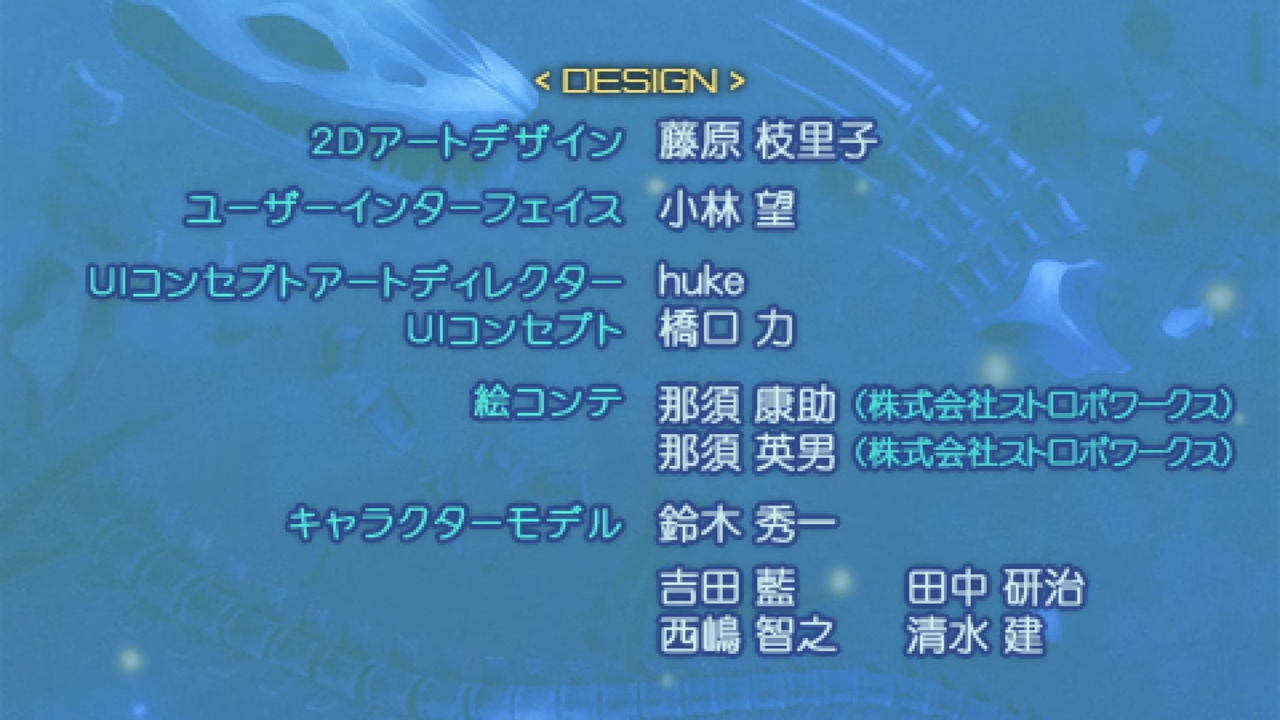 < DESIGN >
2Dアートデザイン 藤原 枝里子
ユーザーインターフェイス 小林 望
UIコンセプトアートディレクター huke
UIコンセプト 橋口 力
絵コンテ 那須 康助（株式会社ストロボワークス）
那須 英男（株式会社ストロボワークス）
キャラクターモデル 鈴木 秀一
吉田 藍 田中 研治
西嶋 智之 清水 建